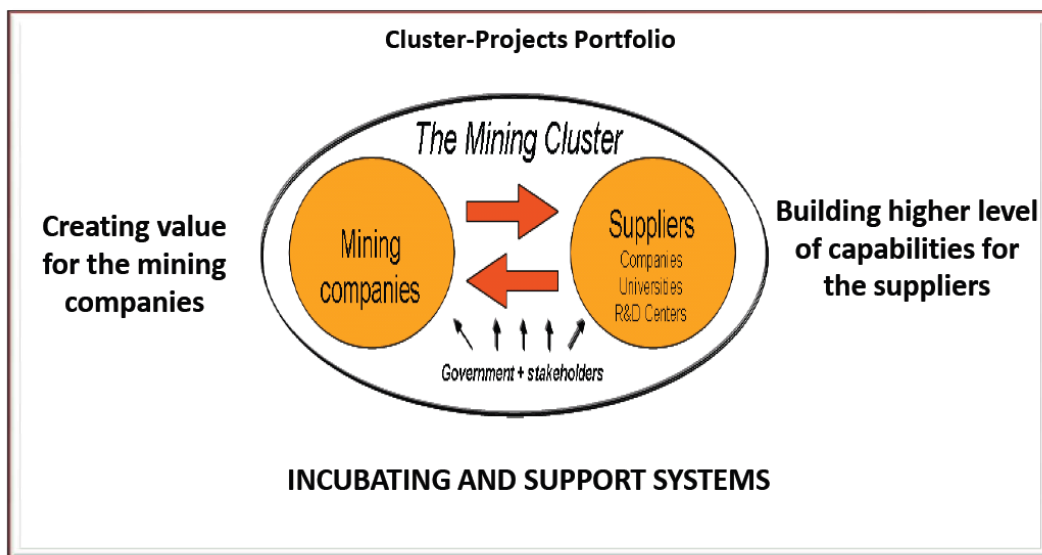 Cluster-Projects Portfolio
The Mining Cluster
Creating value
for the mining
companies
Mining
companies
Suppliers
Companies
Universities
R&D Centers
Building higher level
of capabilities for
the suppliers
Government + stakeholders
INCUBATING AND SUPPORT SYSTEMS